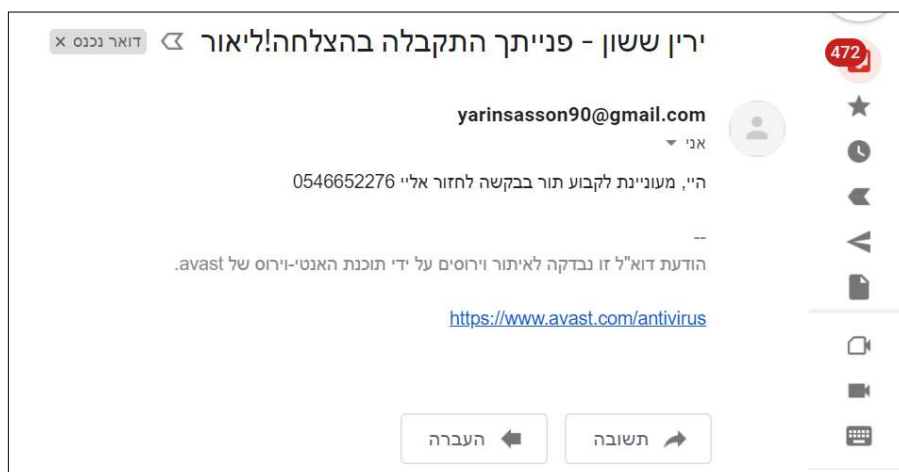 ירין ששון - פנייתך התקבלה בהצלחה!ליאור
דואר נכנס x
472
yarinsasson90@gmail.com
אני
היי, מעוניינת לקבוע תור בבקשה לחזור אליי 0546652276
--
הודעת דוא"ל זו נבדקה לאיתור וירוסים על ידי תוכנת האנטי-וירוס של avast.
https://www.avast.com/antivirus
תשובה
העברה